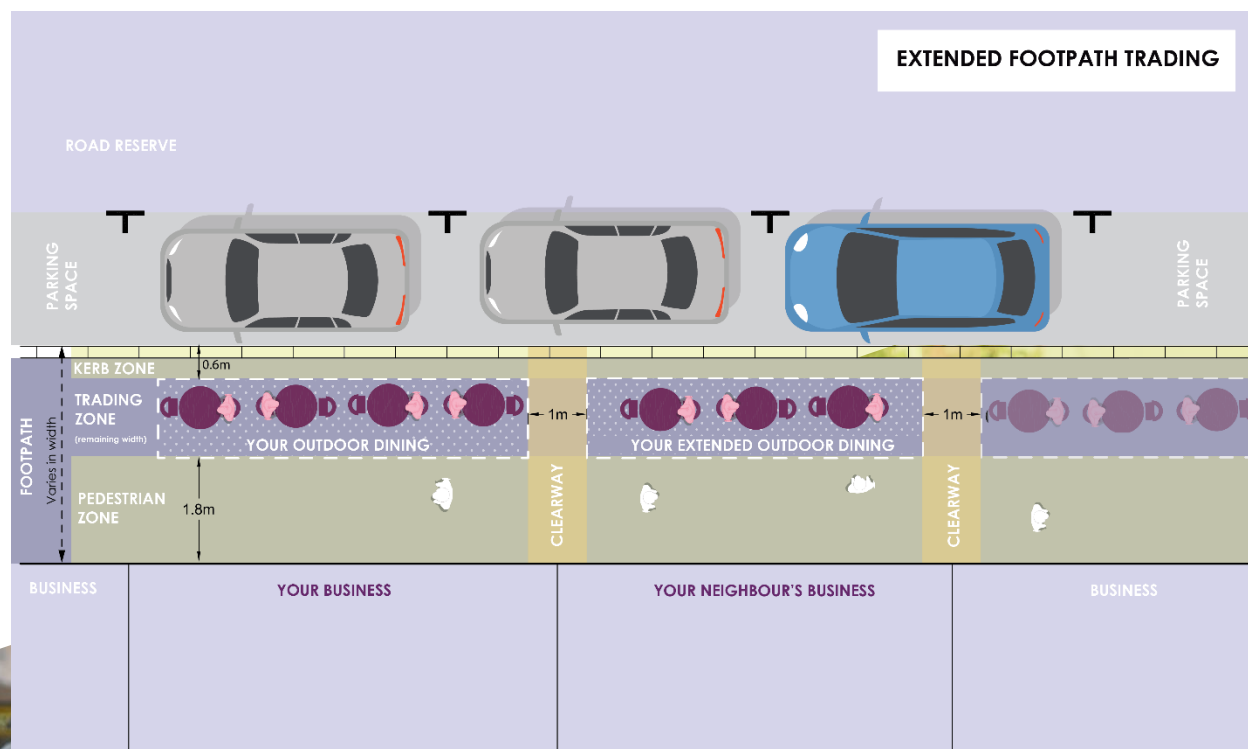 EXTENDED FOOTPATH TRADING
ROAD RESERVE
PARKING
SPACE
PARKING
SPACE
KERB ZONE
0.6m
TRADING
ZONE
(remaining width)
1m
1m
YOUR OUTDOOR DINING
YOUR EXTENDED OUTDOOR DINING
FOOTPATH
Varies in width
PEDESTRIAN
ZONE
1.8m
CLEARWAY
CLEARWAY
BUSINESS
YOUR BUSINESS
YOUR NEIGHBOUR'S BUSINESS
BUSINESS